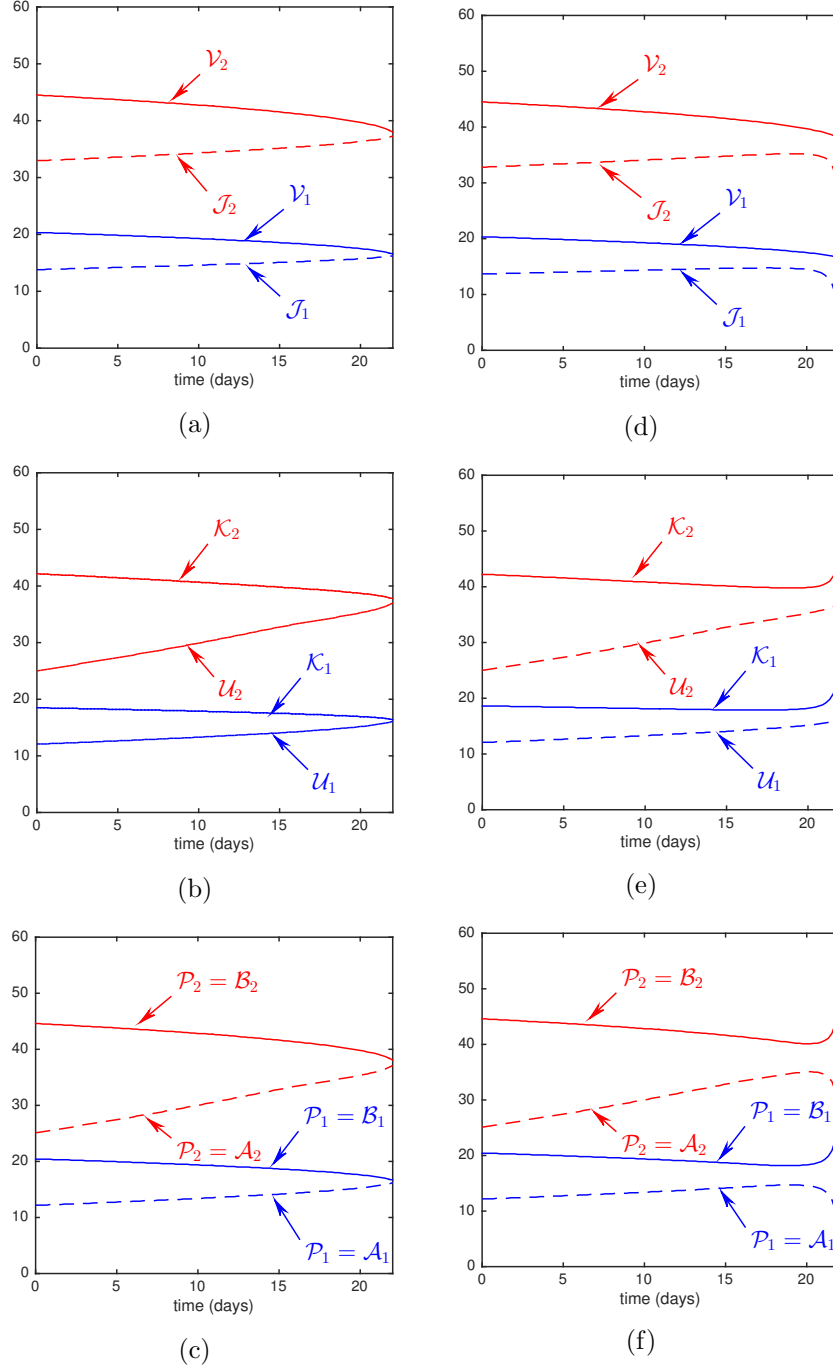 60
50
40
30
20
10
0
0 5 10 15 20
time (days)
𝒱₂
𝒥₂
𝒱₁
𝒥₁
(a)
60
50
40
30
20
10
0
0 5 10 15 20
time (days)
𝒱₂
𝒥₂
𝒱₁
𝒥₁
(d)
60
50
40
30
20
10
0
0 5 10 15 20
time (days)
𝒦₂
𝒰₂
𝒦₁
𝒰₁
(b)
60
50
40
30
20
10
0
0 5 10 15 20
time (days)
𝒦₂
𝒰₂
𝒦₁
𝒰₁
(e)
60
50
40
30
20
10
0
0 5 10 15 20
time (days)
𝒫₂ = ℬ₂
𝒫₂ = 𝒜₂
𝒫₁ = ℬ₁
𝒫₁ = 𝒜₁
(c)
60
50
40
30
20
10
0
0 5 10 15 20
time (days)
𝒫₂ = ℬ₂
𝒫₂ = 𝒜₂
𝒫₁ = ℬ₁
𝒫₁ = 𝒜₁
(f)